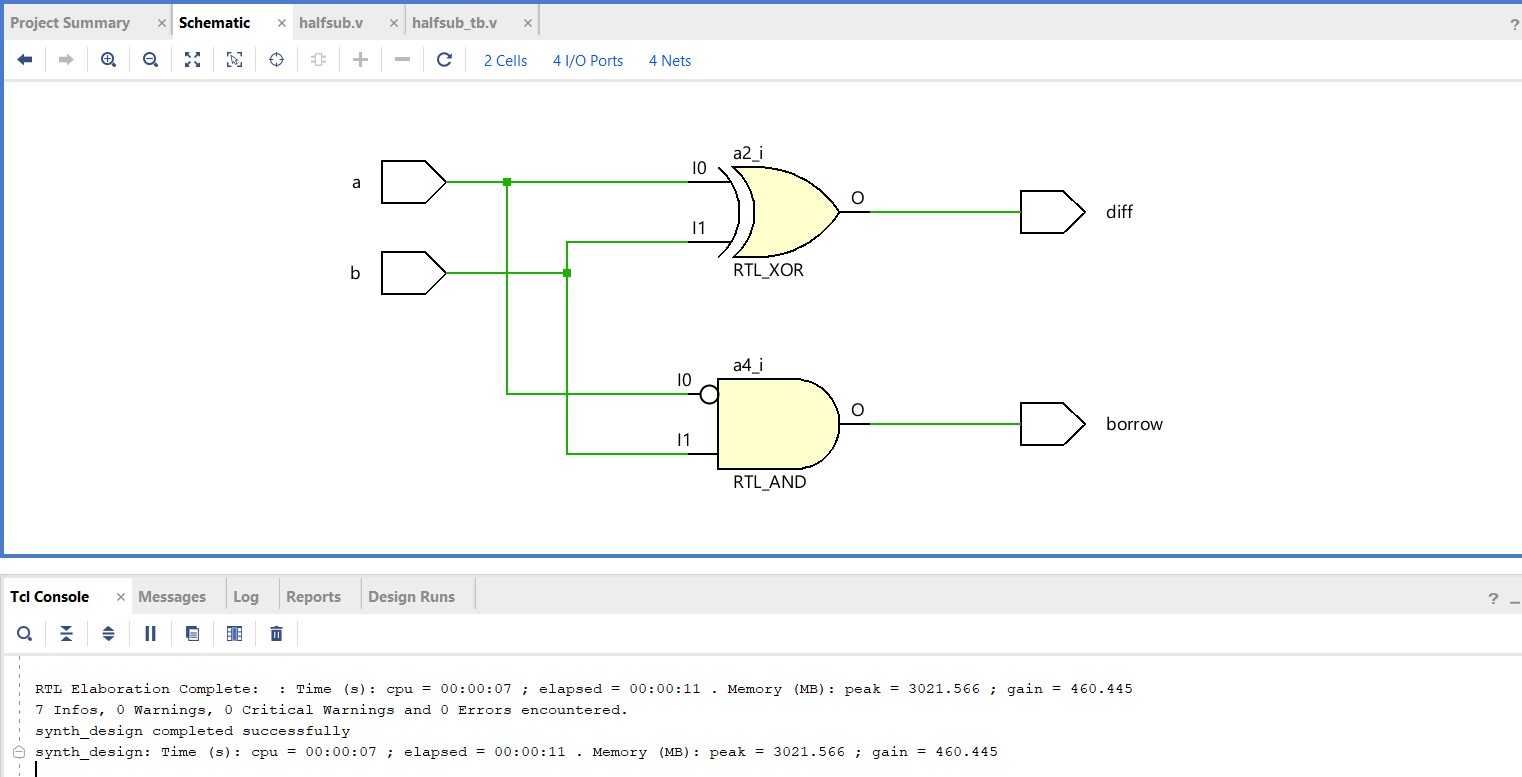 Project Summary × Schematic × halfsub.v × halfsub_tb.v × ?
2 Cells 4 I/O Ports 4 Nets
a2_i
I0
a
O
diff
I1
b
RTL_XOR
a4_i
I0
O
borrow
I1
RTL_AND
Tcl Console × Messages Log Reports Design Runs ? _
RTL Elaboration Complete:  : Time (s): cpu = 00:00:07 ; elapsed = 00:00:11 . Memory (MB): peak = 3021.566 ; gain = 460.445
7 Infos, 0 Warnings, 0 Critical Warnings and 0 Errors encountered.
synth_design completed successfully
synth_design: Time (s): cpu = 00:00:07 ; elapsed = 00:00:11 . Memory (MB): peak = 3021.566 ; gain = 460.445